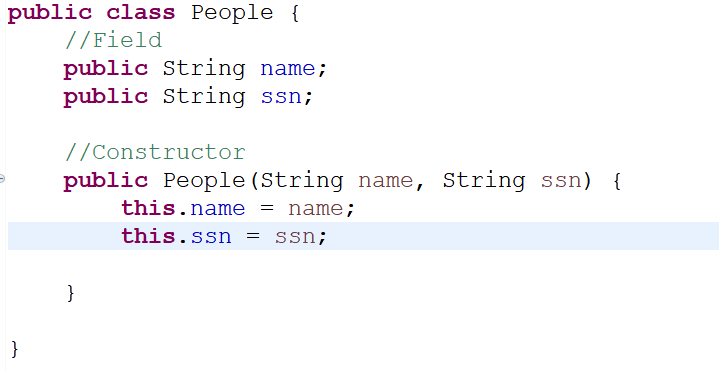 public class People {
    //Field
    public String name;
    public String ssn;

    //Constructor
    public People(String name, String ssn) {
        this.name = name;
        this.ssn = ssn;

    }

}